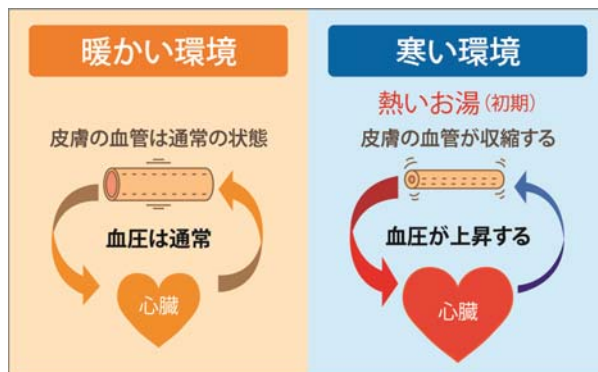 暖かい環境
皮膚の血管は通常の状態
血圧は通常
心臓
寒い環境
熱いお湯(初期)
皮膚の血管が収縮する
血圧が上昇する
心臓